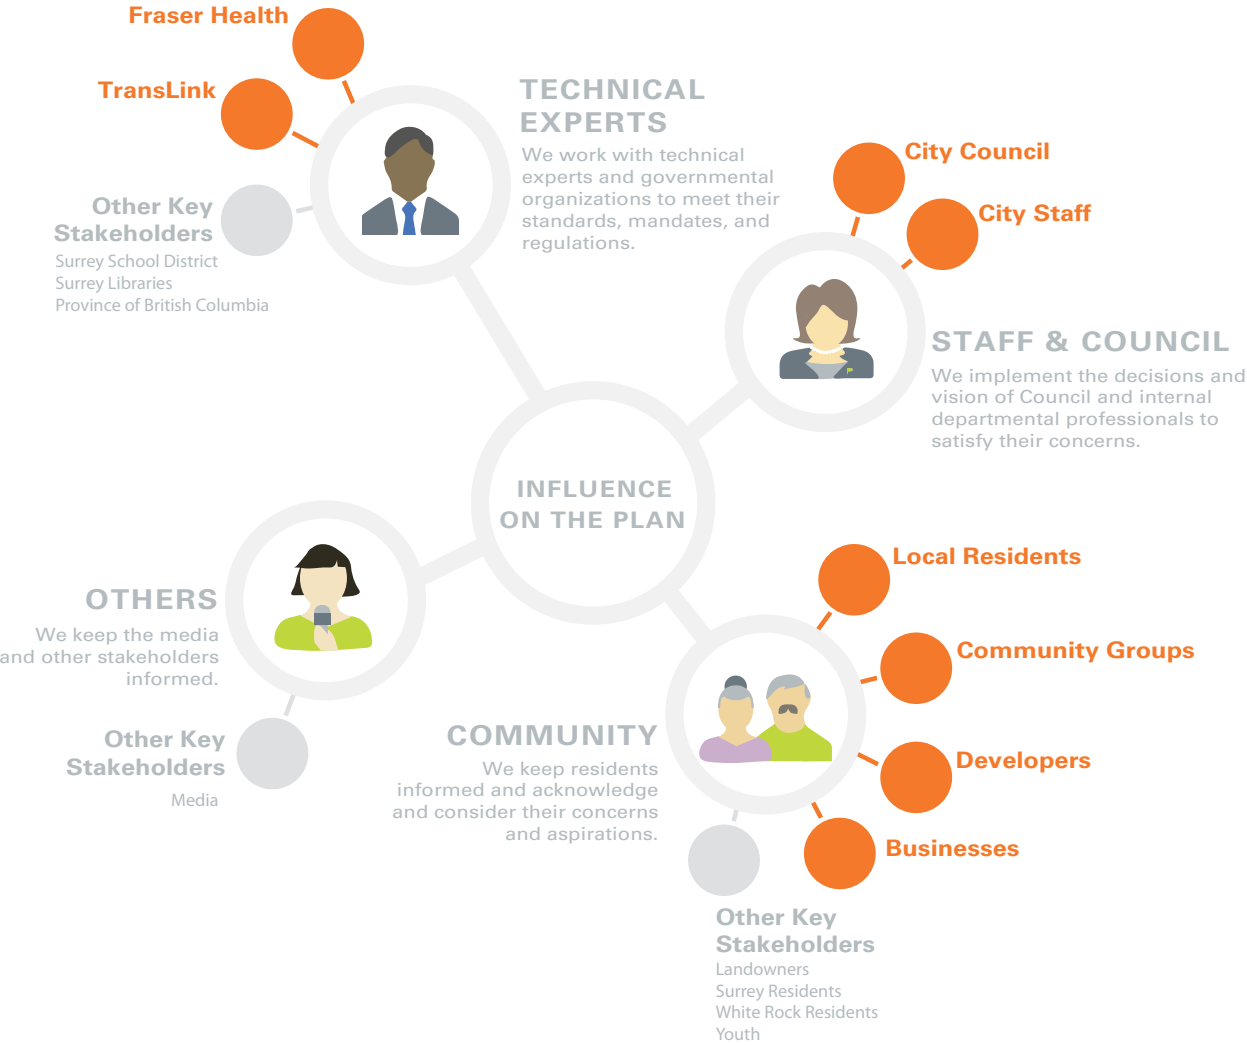 Fraser Health
TransLink
Other Key
Stakeholders
Surrey School District
Surrey Libraries
Province of British Columbia
TECHNICAL
EXPERTS
We work with technical
experts and governmental
organizations to meet their
standards, mandates, and
regulations.
City Council
City Staff
STAFF & COUNCIL
We implement the decisions and
vision of Council and internal
departmental professionals to
satisfy their concerns.
INFLUENCE
ON THE PLAN
OTHERS
We keep the media
and other stakeholders
informed.
Other Key
Stakeholders
Media
COMMUNITY
We keep residents
informed and acknowledge
and consider their concerns
and aspirations.
Local Residents
Community Groups
Developers
Businesses
Other Key
Stakeholders
Landowners
Surrey Residents
White Rock Residents
Youth